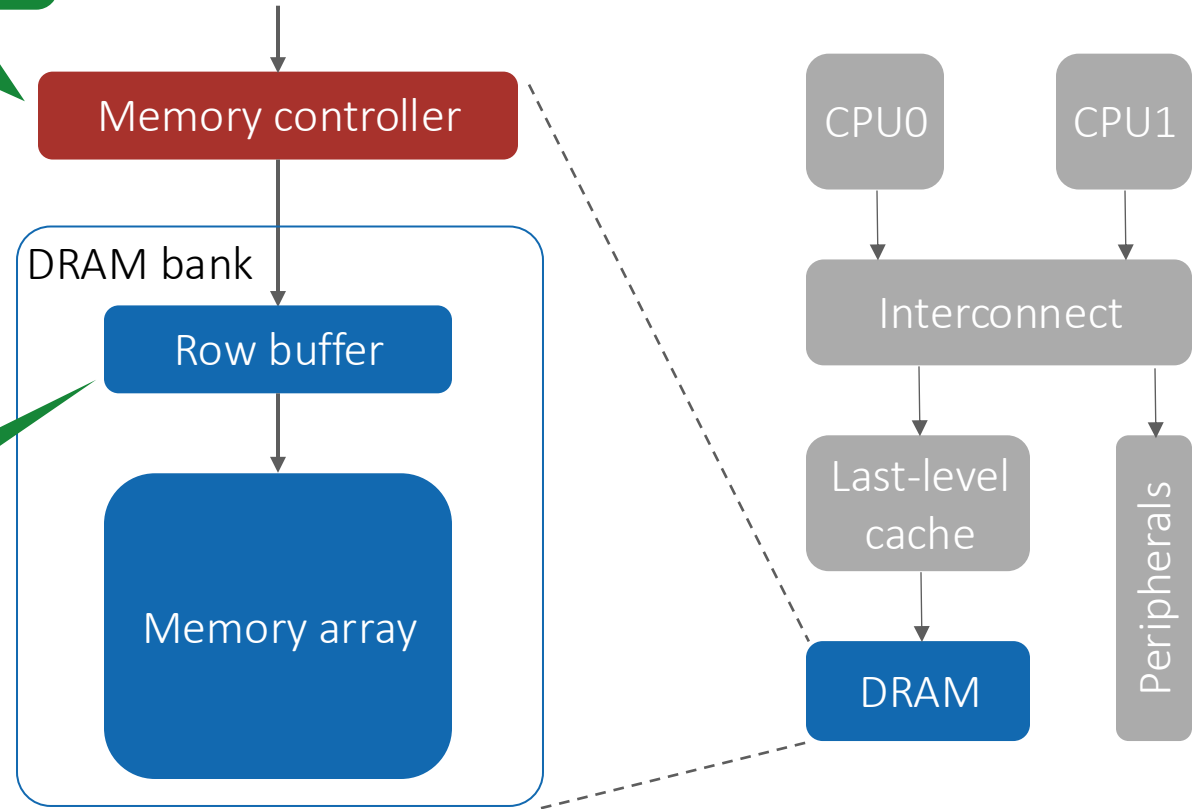 Memory controller
DRAM bank
Row buffer
Memory array
CPU0
CPU1
Interconnect
Last-level
cache
Peripherals
DRAM